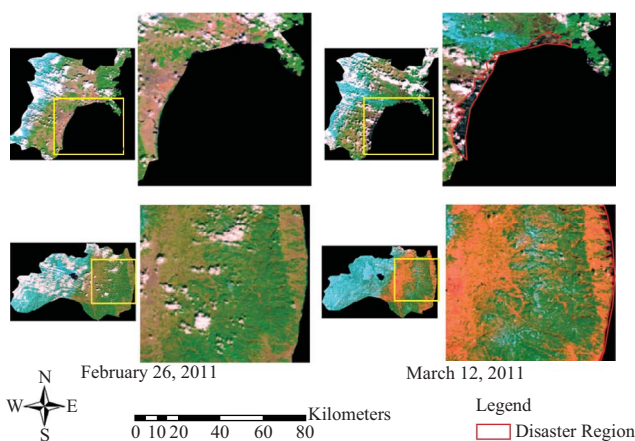 February 26, 2011
March 12, 2011
N
W E
S
Kilometers
0 10 20 40 60 80
Legend
Disaster Region